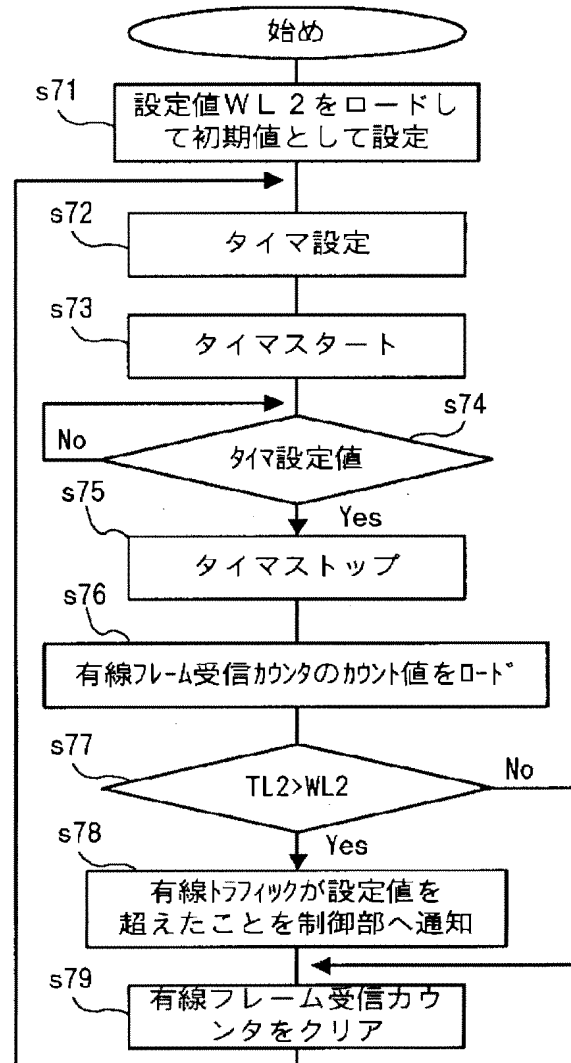 始め
s71
設定値WL2をロードし
て初期値として設定
s72
タイマ設定
s73
タイマスタート
s74
No
ﾀｲﾏ設定値
s75
Yes
タイマストップ
s76
有線ﾌﾚｰﾑ受信ｶｳﾝﾀのｶｳﾝﾄ値をﾛｰﾄﾞ
s77
TL2>WL2
No
s78
Yes
有線ﾄﾗﾌｨｯｸが設定値を
超えたことを制御部へ通知
s79
有線フレーム受信カウ
ンタをクリア